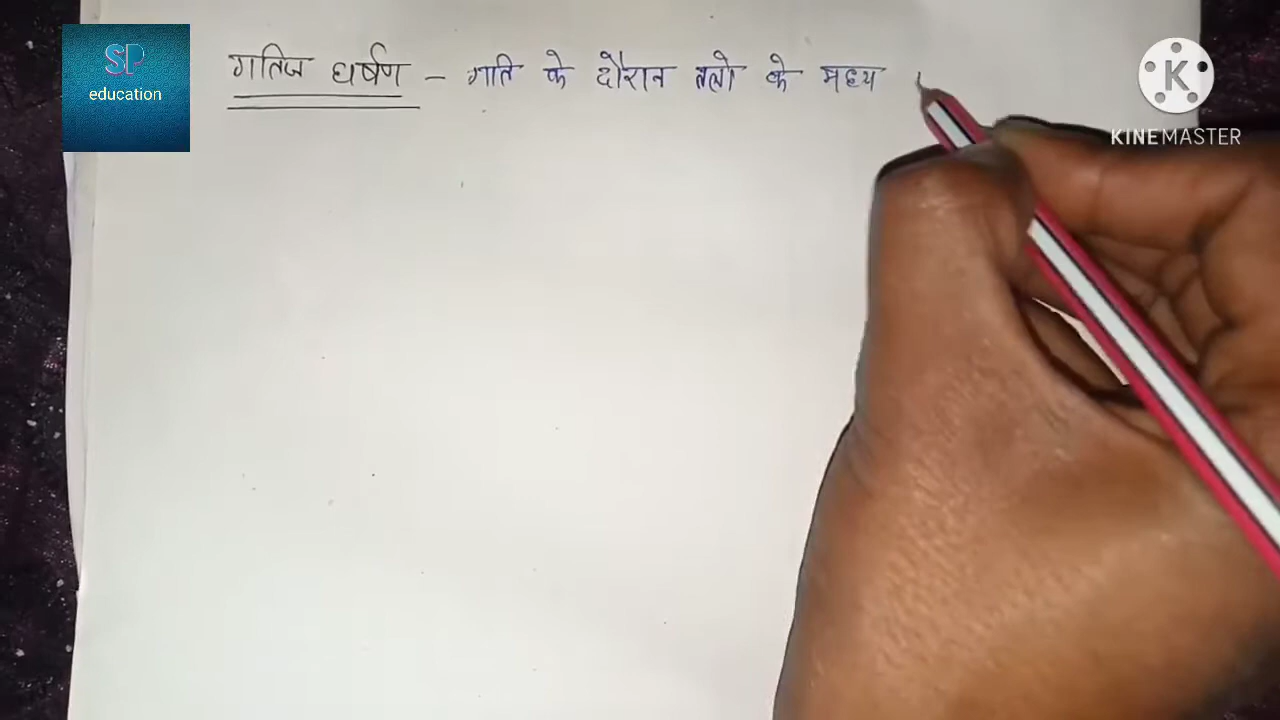 SP
education
गतिज घर्षण – गति के दौरान तलो के मध्य
KINEMASTER